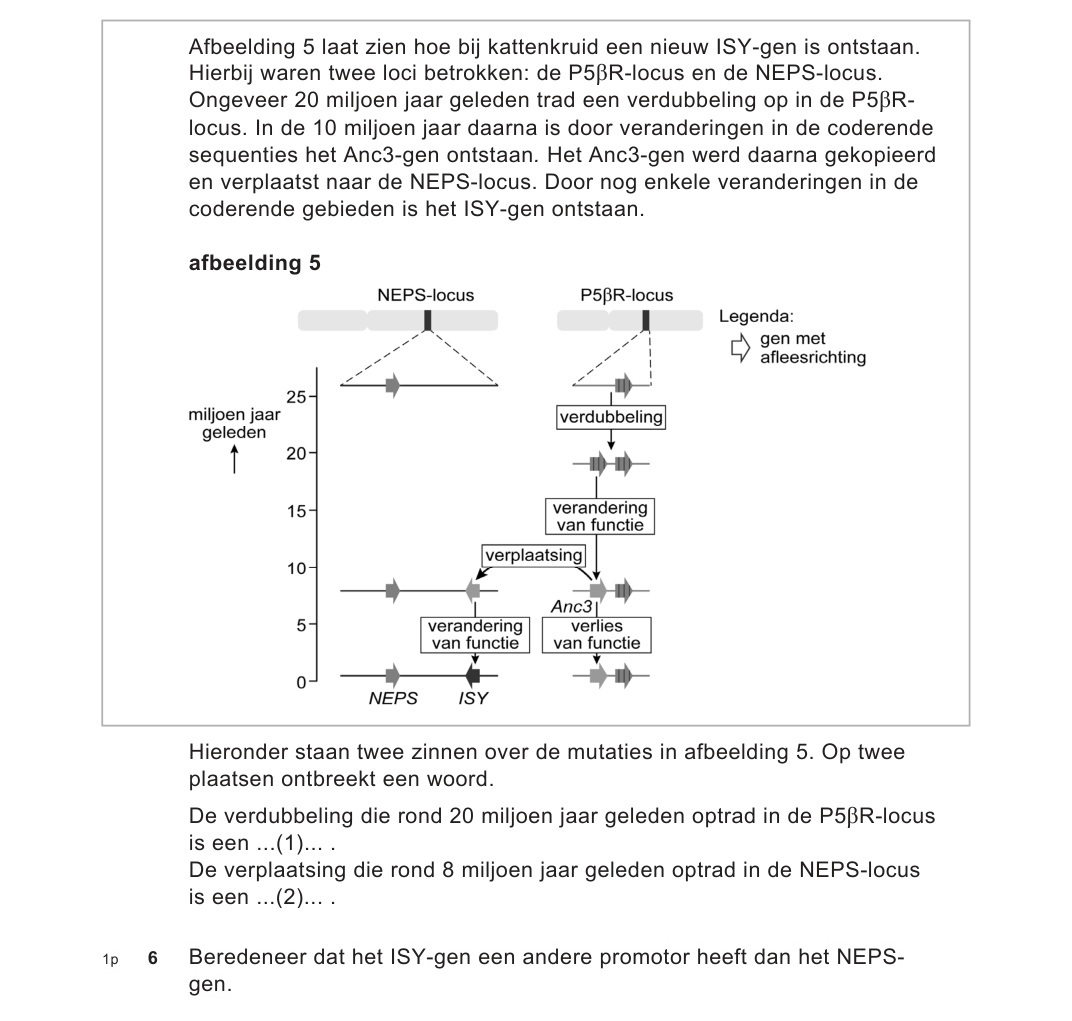 Afbeelding 5 laat zien hoe bij kattenkruid een nieuw ISY-gen is ontstaan.
Hierbij waren twee loci betrokken: de P5βR-locus en de NEPS-locus.
Ongeveer 20 miljoen jaar geleden trad een verdubbeling op in de P5βR-
locus. In de 10 miljoen jaar daarna is door veranderingen in de coderende
sequenties het Anc3-gen ontstaan. Het Anc3-gen werd daarna gekopieerd
en verplaatst naar de NEPS-locus. Door nog enkele veranderingen in de
coderende gebieden is het ISY-gen ontstaan.
afbeelding 5
NEPS-locus
P5βR-locus
Legenda:
gen met
afleesrichting
miljoen jaar
geleden
25
20
15
10
5
0
verdubbeling
verandering
van functie
verplaatsing
Anc3
verandering
van functie
verlies
van functie
NEPS
ISY
Hieronder staan twee zinnen over de mutaties in afbeelding 5. Op twee
plaatsen ontbreekt een woord.
De verdubbeling die rond 20 miljoen jaar geleden optrad in de P5βR-locus
is een ...(1)... .
De verplaatsing die rond 8 miljoen jaar geleden optrad in de NEPS-locus
is een ...(2)... .
1p 6 Beredeneer dat het ISY-gen een andere promotor heeft dan het NEPS-
gen.